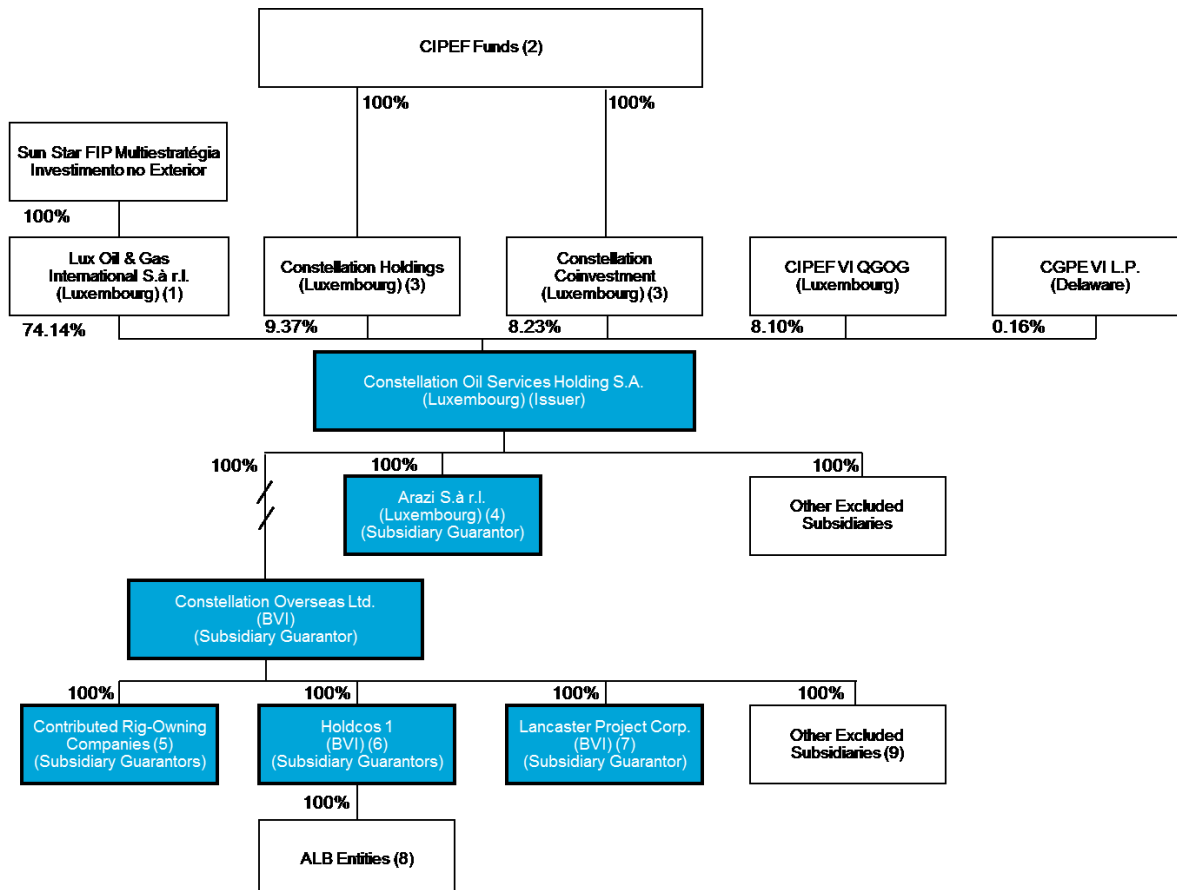 CIPEF Funds (2)
100%
100%
Sun Star FIP Multiestratégia
Investimento no Exterior
100%
Lux Oil & Gas
International S.à r.l.
(Luxembourg) (1)
Constellation Holdings
(Luxembourg) (3)
Constellation
Coinvestment
(Luxembourg) (3)
CIPEF VI QGOG
(Luxembourg)
CGPE VI L.P.
(Delaware)
74.14%
9.37%
8.23%
8.10%
0.16%
Constellation Oil Services Holding S.A.
(Luxembourg) (Issuer)
100%
100%
100%
Arazi S.à r.l.
(Luxembourg) (4)
(Subsidiary Guarantor)
Other Excluded
Subsidiaries
Constellation Overseas Ltd.
(BVI)
(Subsidiary Guarantor)
100%
100%
100%
100%
Contributed Rig-Owning
Companies (5)
(Subsidiary Guarantors)
Holdcos 1
(BVI) (6)
(Subsidiary Guarantors)
Lancaster Project Corp.
(BVI) (7)
(Subsidiary Guarantor)
Other Excluded
Subsidiaries (9)
100%
ALB Entities (8)